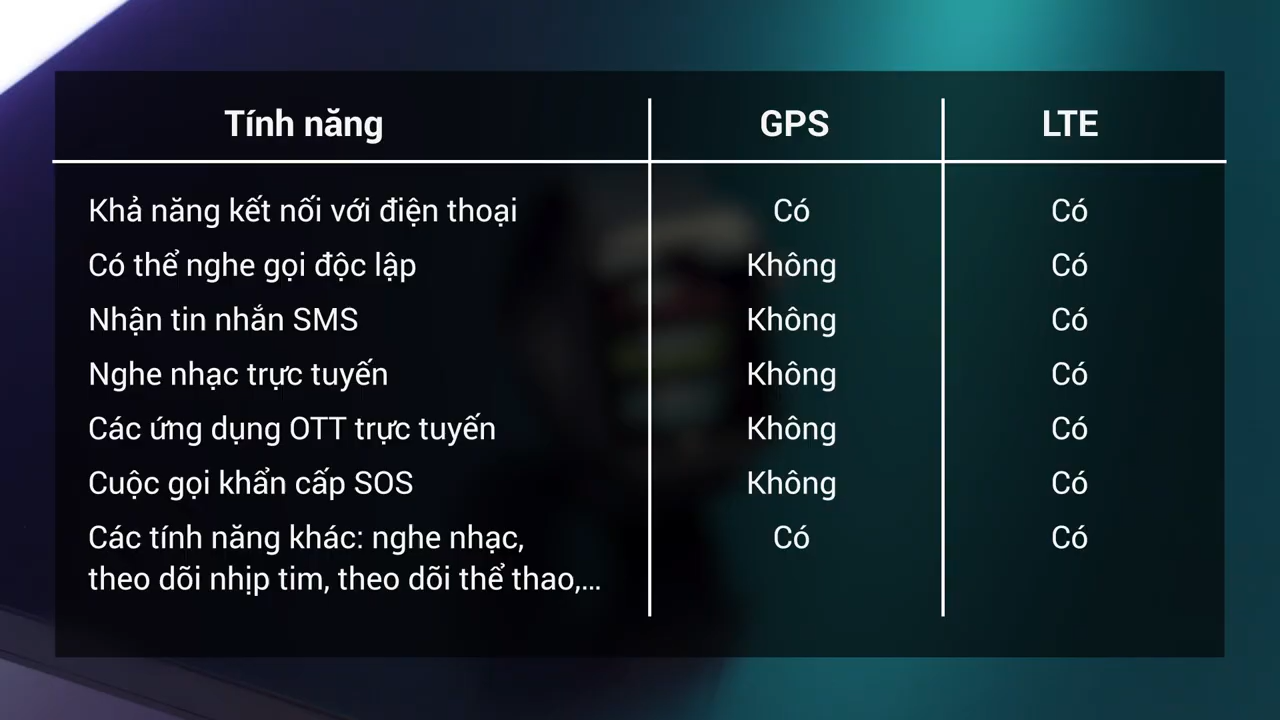 Tính năng GPS LTE
Khả năng kết nối với điện thoại Có Có
Có thể nghe gọi độc lập Không Có
Nhận tin nhắn SMS Không Có
Nghe nhạc trực tuyến Không Có
Các ứng dụng OTT trực tuyến Không Có
Cuộc gọi khẩn cấp SOS Không Có
Các tính năng khác: nghe nhạc, Có Có
theo dõi nhịp tim, theo dõi thể thao,...